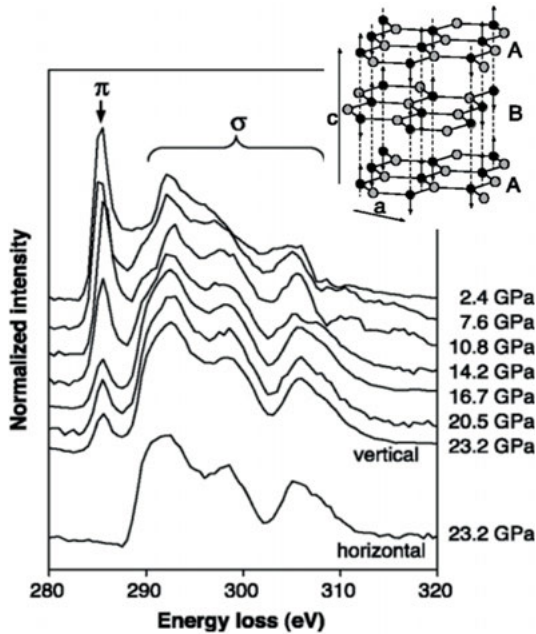 A
B
A
c
a
π
σ
Normalized intensity
2.4 GPa
7.6 GPa
10.8 GPa
14.2 GPa
16.7 GPa
20.5 GPa
23.2 GPa
vertical
23.2 GPa
horizontal
280 290 300 310 320
Energy loss (eV)